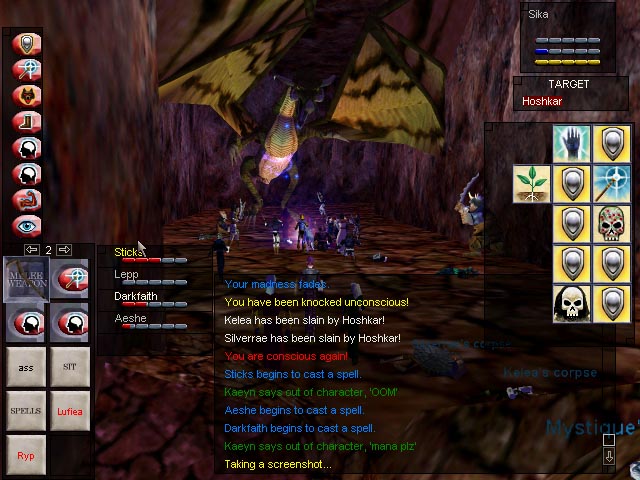 Sika
TARGET
Hoshkar
2
MELEE
WEAPON
ass
SIT
SPELLS
Lufiea
Ryp
Sticks
Lepp
Darkfaith
Aeshe
Your madness fades.
You have been knocked unconscious!
Kelea has been slain by Hoshkar!
Silverrae has been slain by Hoshkar!
You are conscious again!
Sticks begins to cast a spell.
Kaeyn says out of character, 'OOM'
Aeshe begins to cast a spell.
Darkfaith begins to cast a spell.
Kaeyn says out of character, 'mana plz'
Taking a screenshot...
corpse
Kelea's corpse
Mystique'